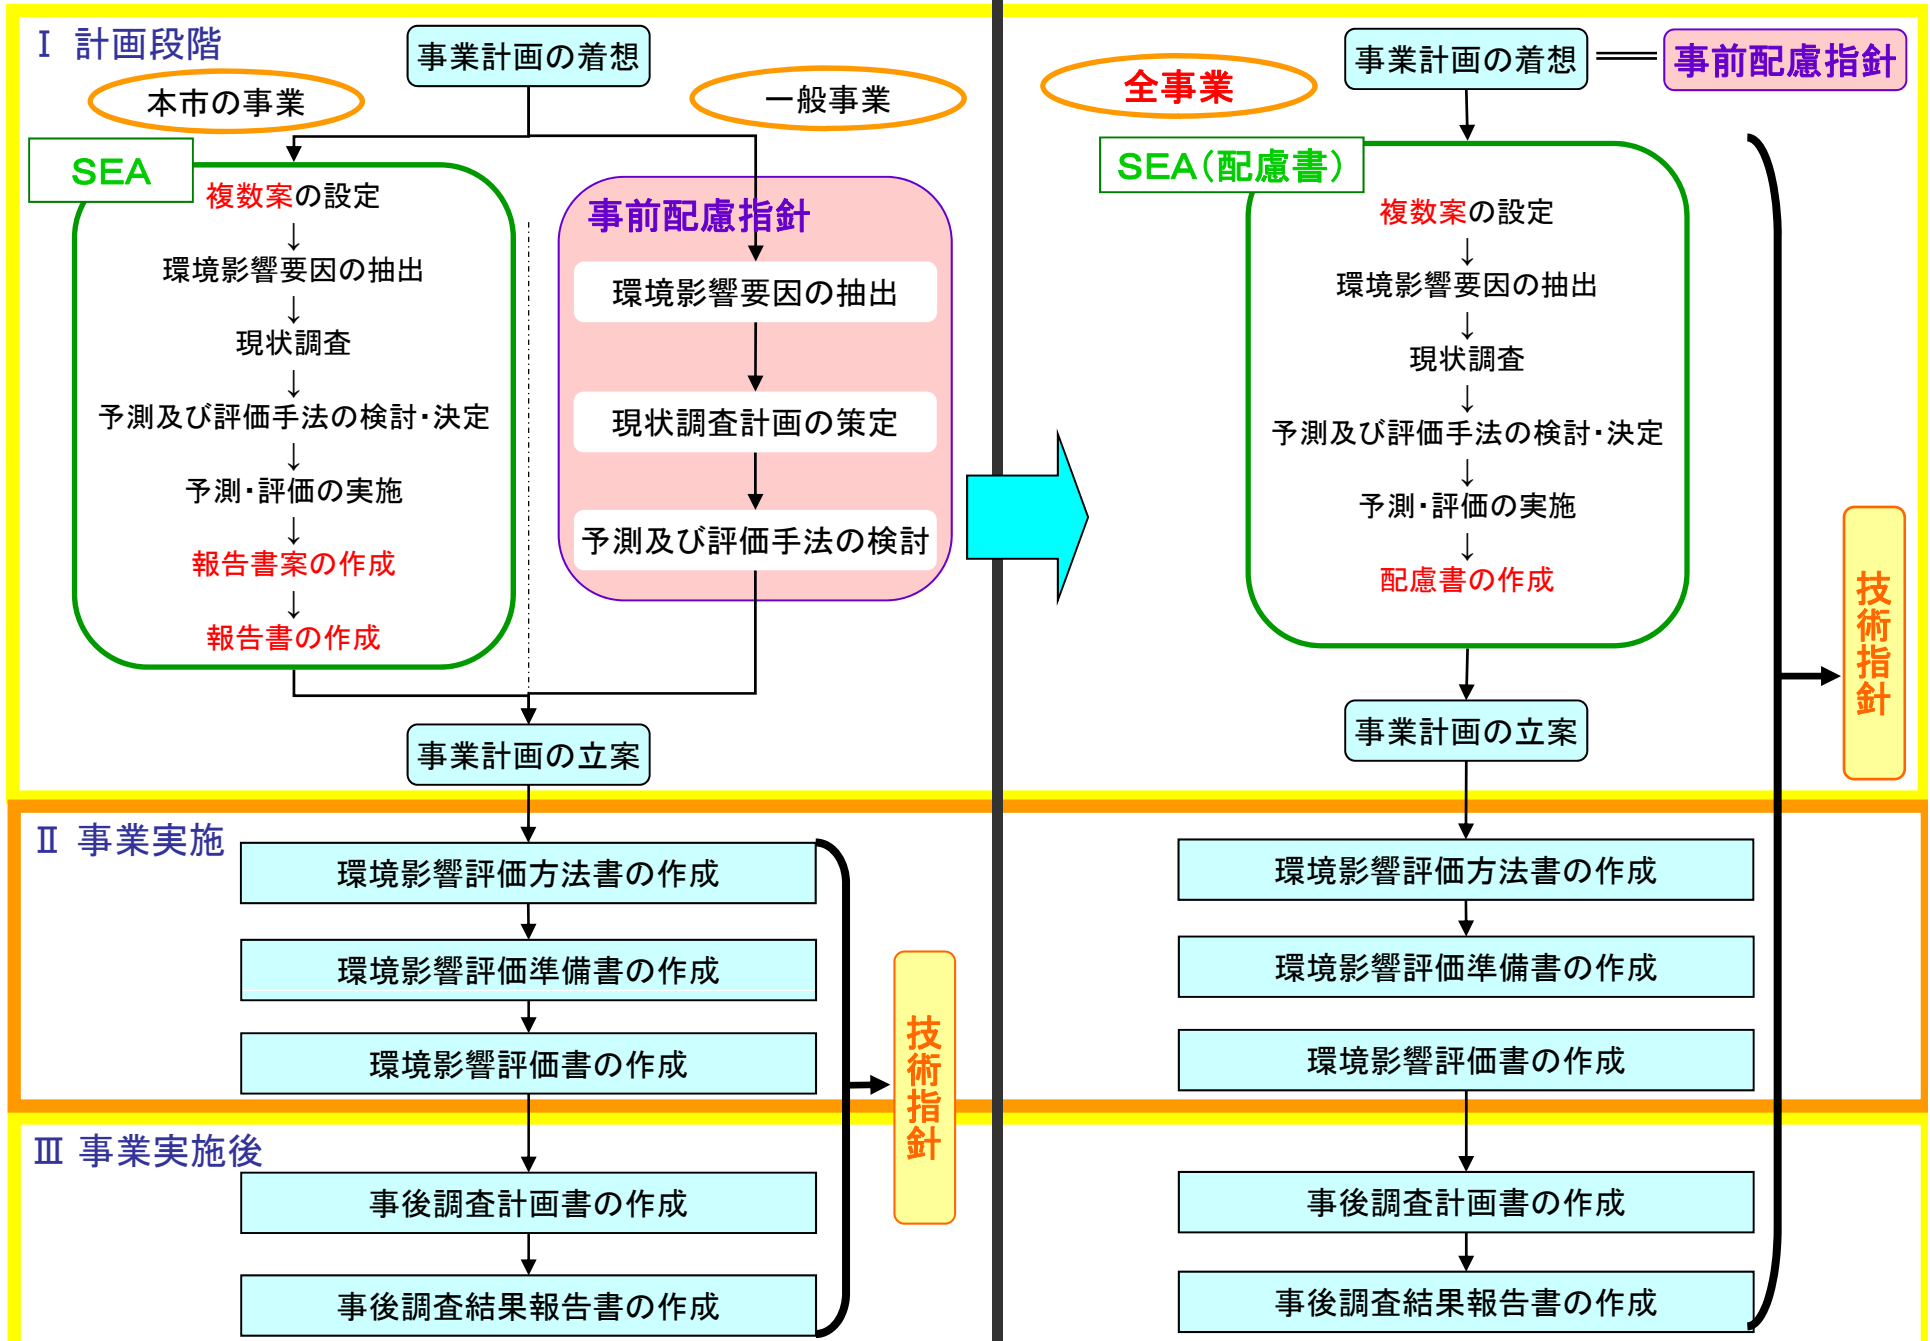 Ⅰ 計画段階
事業計画の着想
本市の事業
一般事業
SEA
複数案の設定
↓
環境影響要因の抽出
↓
現状調査
↓
予測及び評価手法の検討・決定
↓
予測・評価の実施
↓
報告書案の作成
↓
報告書の作成
事前配慮指針
環境影響要因の抽出
現状調査計画の策定
予測及び評価手法の検討
事業計画の立案
Ⅱ 事業実施
環境影響評価方法書の作成
環境影響評価準備書の作成
環境影響評価書の作成
技術指針
Ⅲ 事業実施後
事後調査計画書の作成
事後調査結果報告書の作成
全事業
事業計画の着想
事前配慮指針
SEA(配慮書)
複数案の設定
↓
環境影響要因の抽出
↓
現状調査
↓
予測及び評価手法の検討・決定
↓
予測・評価の実施
↓
配慮書の作成
事業計画の立案
技術指針
環境影響評価方法書の作成
環境影響評価準備書の作成
環境影響評価書の作成
事後調査計画書の作成
事後調査結果報告書の作成